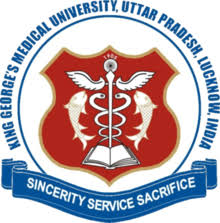 KING GEORGE'S MEDICAL UNIVERSITY, UTTAR PRADESH, LUCKNOW, INDIA
SINCERITY SERVICE SACRIFICE